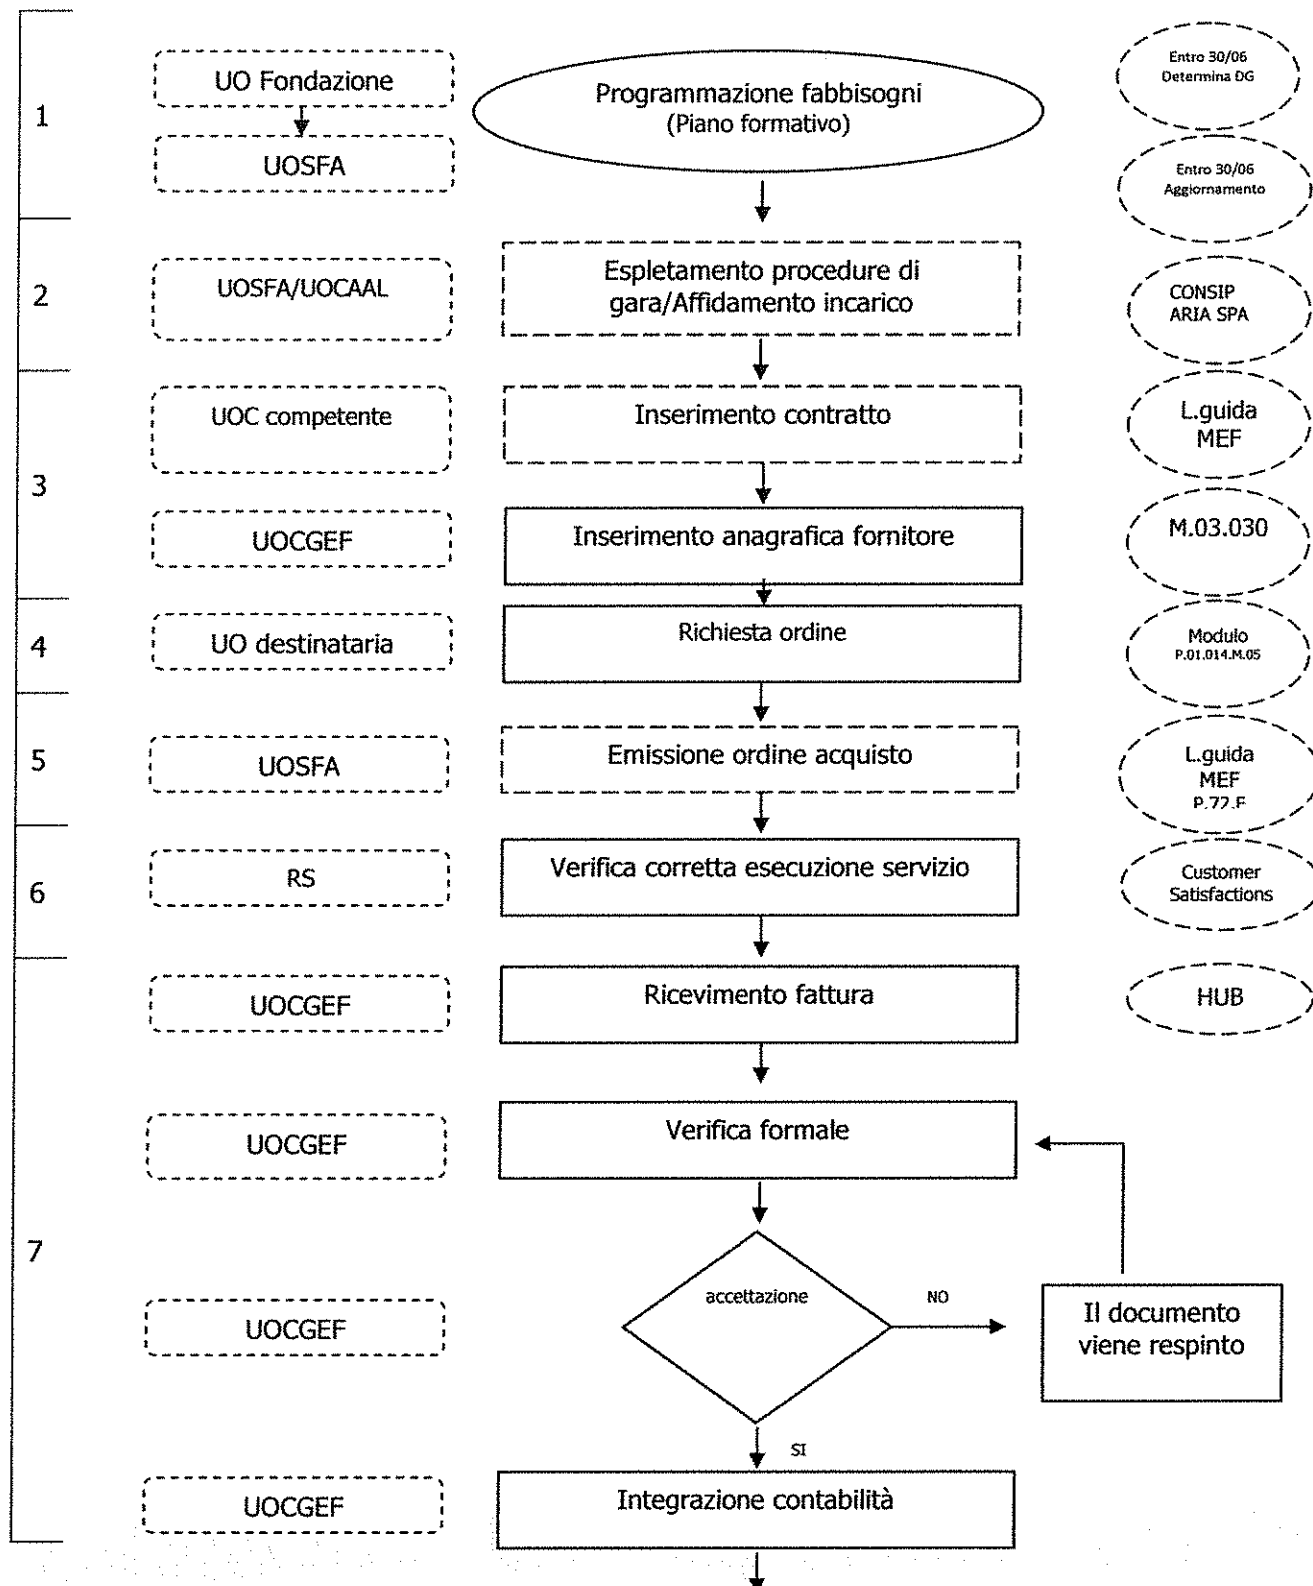 1
UO Fondazione
UOSFA
Programmazione fabbisogni
(Piano formativo)
Entro 30/06
Determina DG
Entro 30/06
Aggiornamento
2
UOSFA/UOCAAL
Espletamento procedure di
gara/Affidamento incarico
CONSIP
ARIA SPA
3
UOC competente
Inserimento contratto
L.guida
MEF
UOCGEF
Inserimento anagrafica fornitore
M.03.030
4
UO destinataria
Richiesta ordine
Modulo
P.01.014.M.05
5
UOSFA
Emissione ordine acquisto
L.guida
MEF
P.72.F
6
RS
Verifica corretta esecuzione servizio
Customer
Satisfactions
7
UOCGEF
Ricevimento fattura
HUB
UOCGEF
Verifica formale
UOCGEF
accettazione
NO
Il documento
viene respinto
SI
UOCGEF
Integrazione contabilità